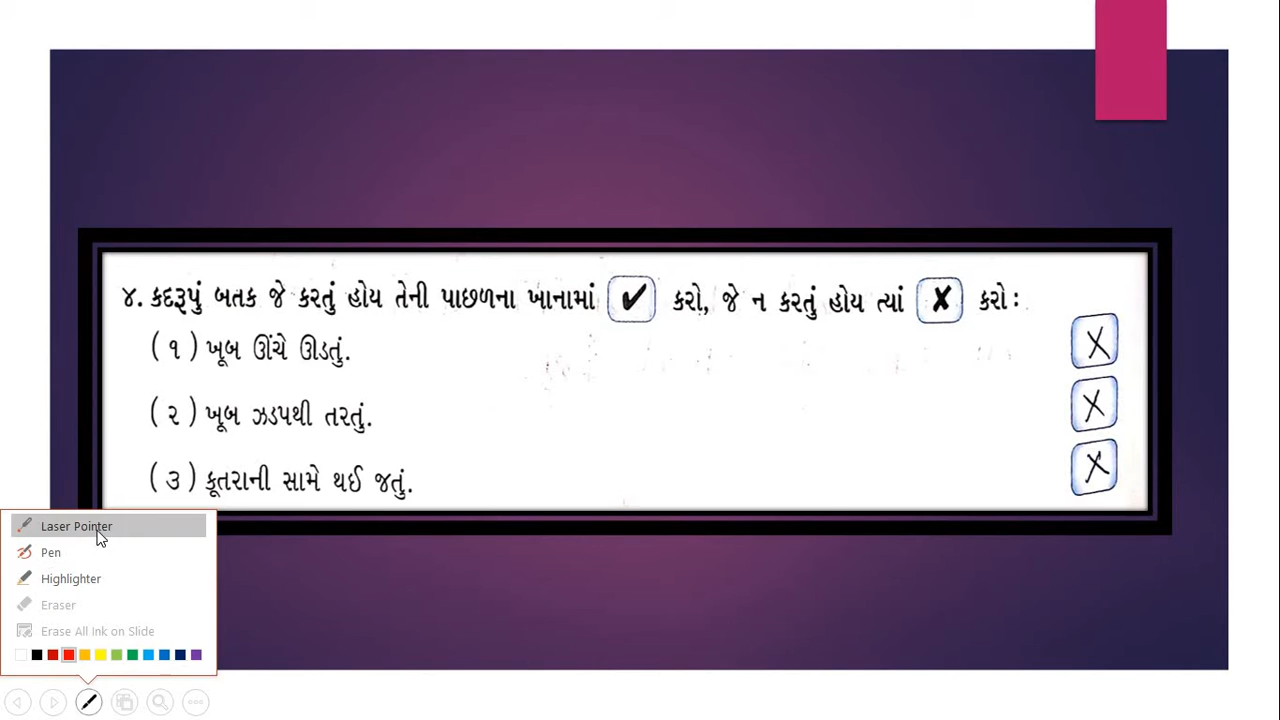 ૪. કદરૂપું બતક જે કરતું હોય તેની પાછળના ખાનામાં ✔ કરો, જે ન કરતું હોય ત્યાં ✘ કરો :
(૧) ખૂબ ઊંચે ઊડતું. X
(૨) ખૂબ ઝડપથી તરતું. X
(૩) કૂતરાની સામે થઈ જતું. X
Laser Pointer
Pen
Highlighter
Eraser
Erase All Ink on Slide